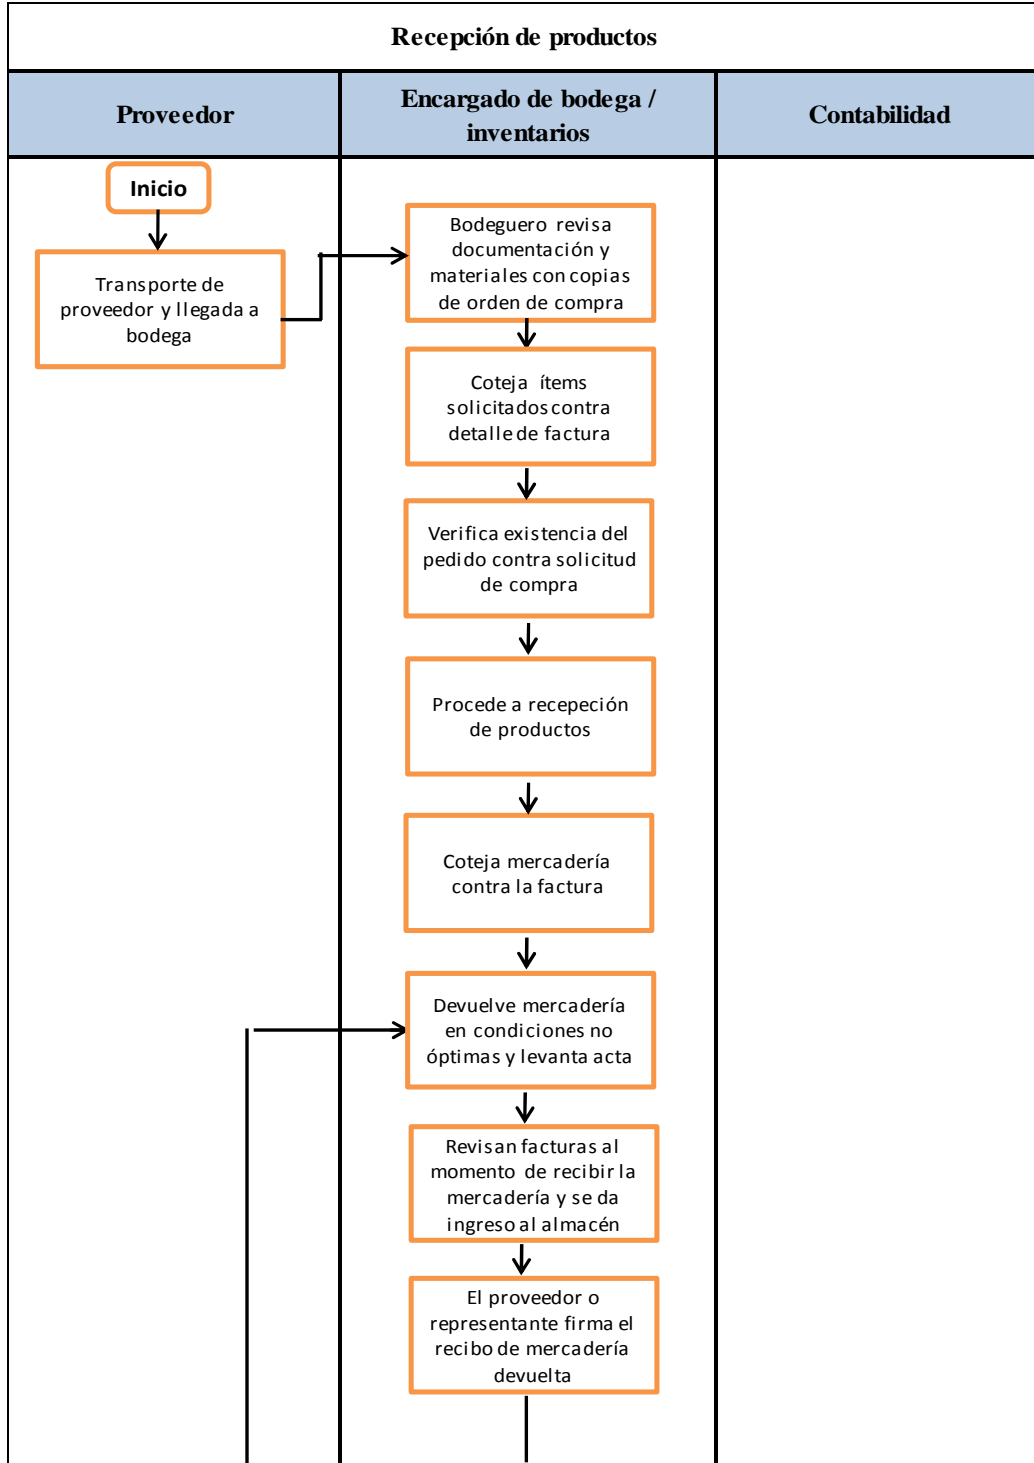 Recepción de productos
Proveedor
Encargado de bodega /
inventarios
Contabilidad
Inicio
Transporte de
proveedor y llegada a
bodega
Bodeguero revisa
documentación y
materiales con copias
de orden de compra
Coteja ítems
solicitados contra
detalle de factura
Verifica existencia del
pedido contra solicitud
de compra
Procede a recepeción
de productos
Coteja mercadería
contra la factura
Devuelve mercadería
en condiciones no
óptimas y levanta acta
Revisan facturas al
momento de recibir la
mercadería y se da
ingreso al almacén
El proveedor o
representante firma el
recibo de mercadería
devuelta